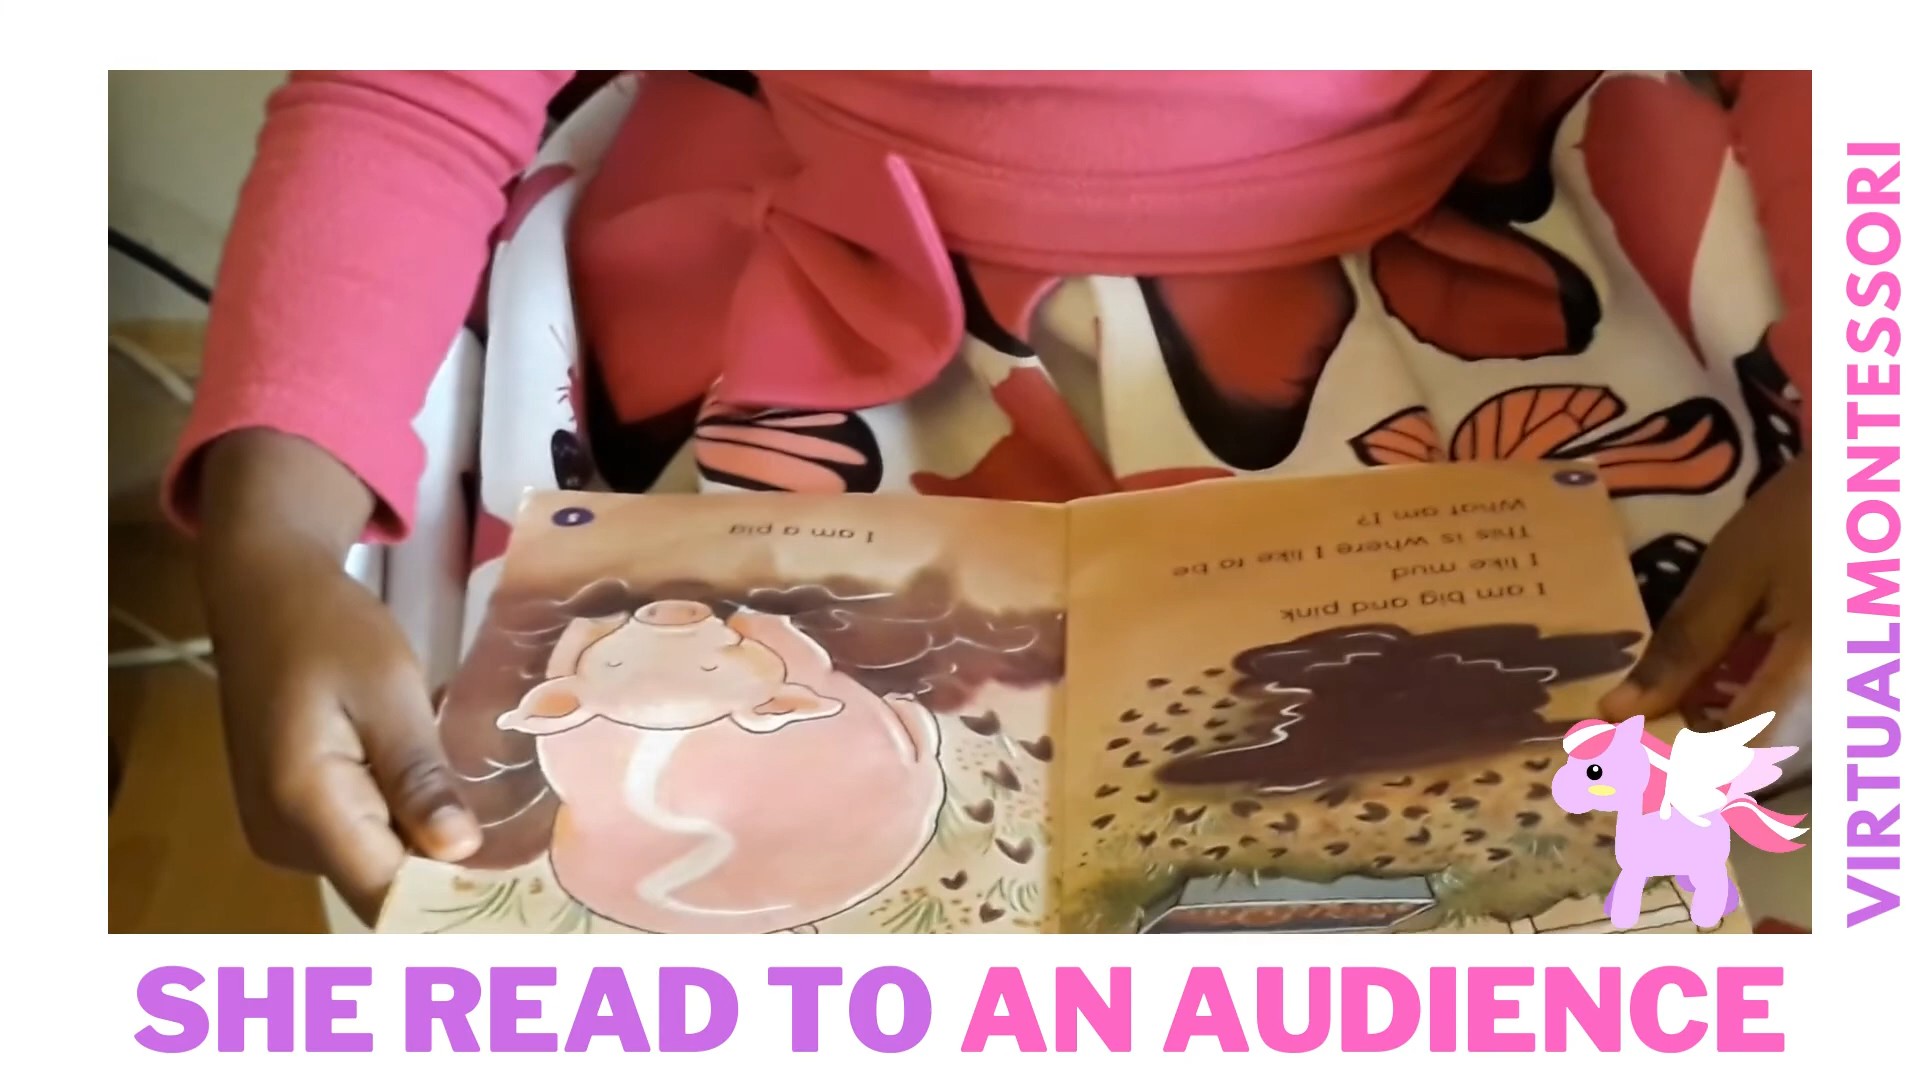 I am big and pink
I like mud
This is where I like to be
What am I?
I am a pig
VIRTUALMONTESSORI
SHE READ TO AN AUDIENCE